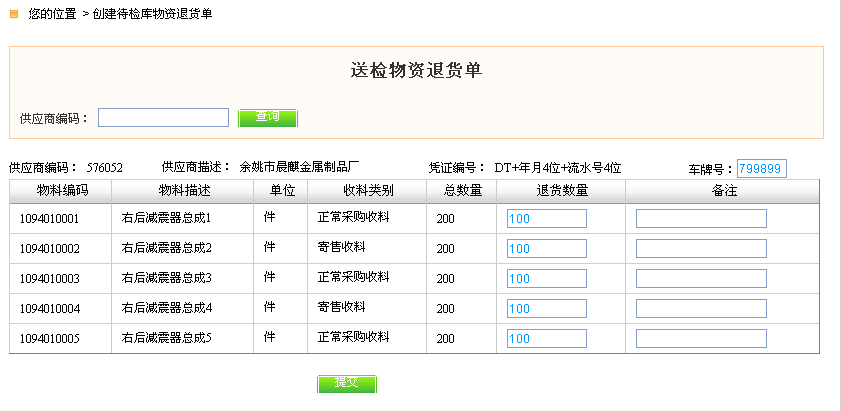 您的位置 > 创建待检库物资退货单
送检物资退货单
供应商编码： 查询
供应商编码： 576052 供应商描述： 余姚市晨麒金属制品厂 凭证编号： DT+年月4位+流水号4位 车牌号：799899
物料编码 物料描述 单位 收料类别 总数量 退货数量 备注
1094010001 右后减震器总成1 件 正常采购收料 200 100
1094010002 右后减震器总成2 件 寄售收料 200 100
1094010003 右后减震器总成3 件 正常采购收料 200 100
1094010004 右后减震器总成4 件 寄售收料 200 100
1094010005 右后减震器总成5 件 正常采购收料 200 100
提交